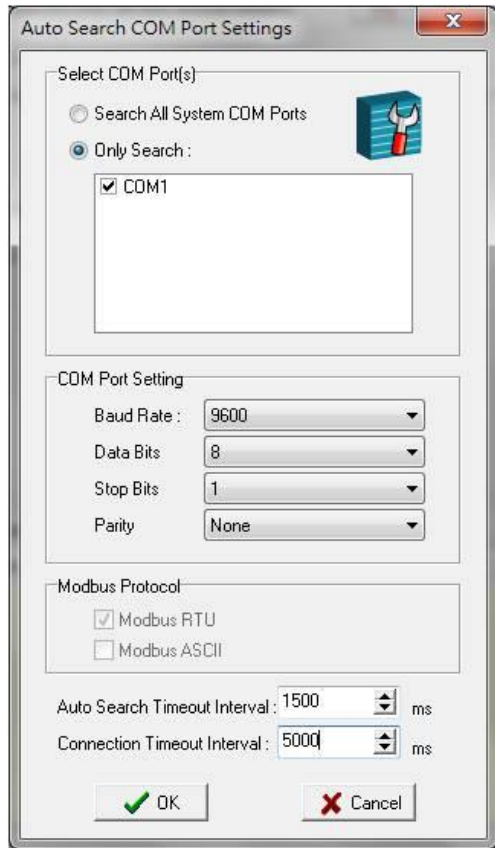 Auto Search COM Port Settings
Select COM Port(s)
Search All System COM Ports
Only Search :
COM1
COM Port Setting
Baud Rate : 9600
Data Bits 8
Stop Bits 1
Parity None
Modbus Protocol
Modbus RTU
Modbus ASCII
Auto Search Timeout Interval : 1500 ms
Connection Timeout Interval : 5000 ms
OK Cancel